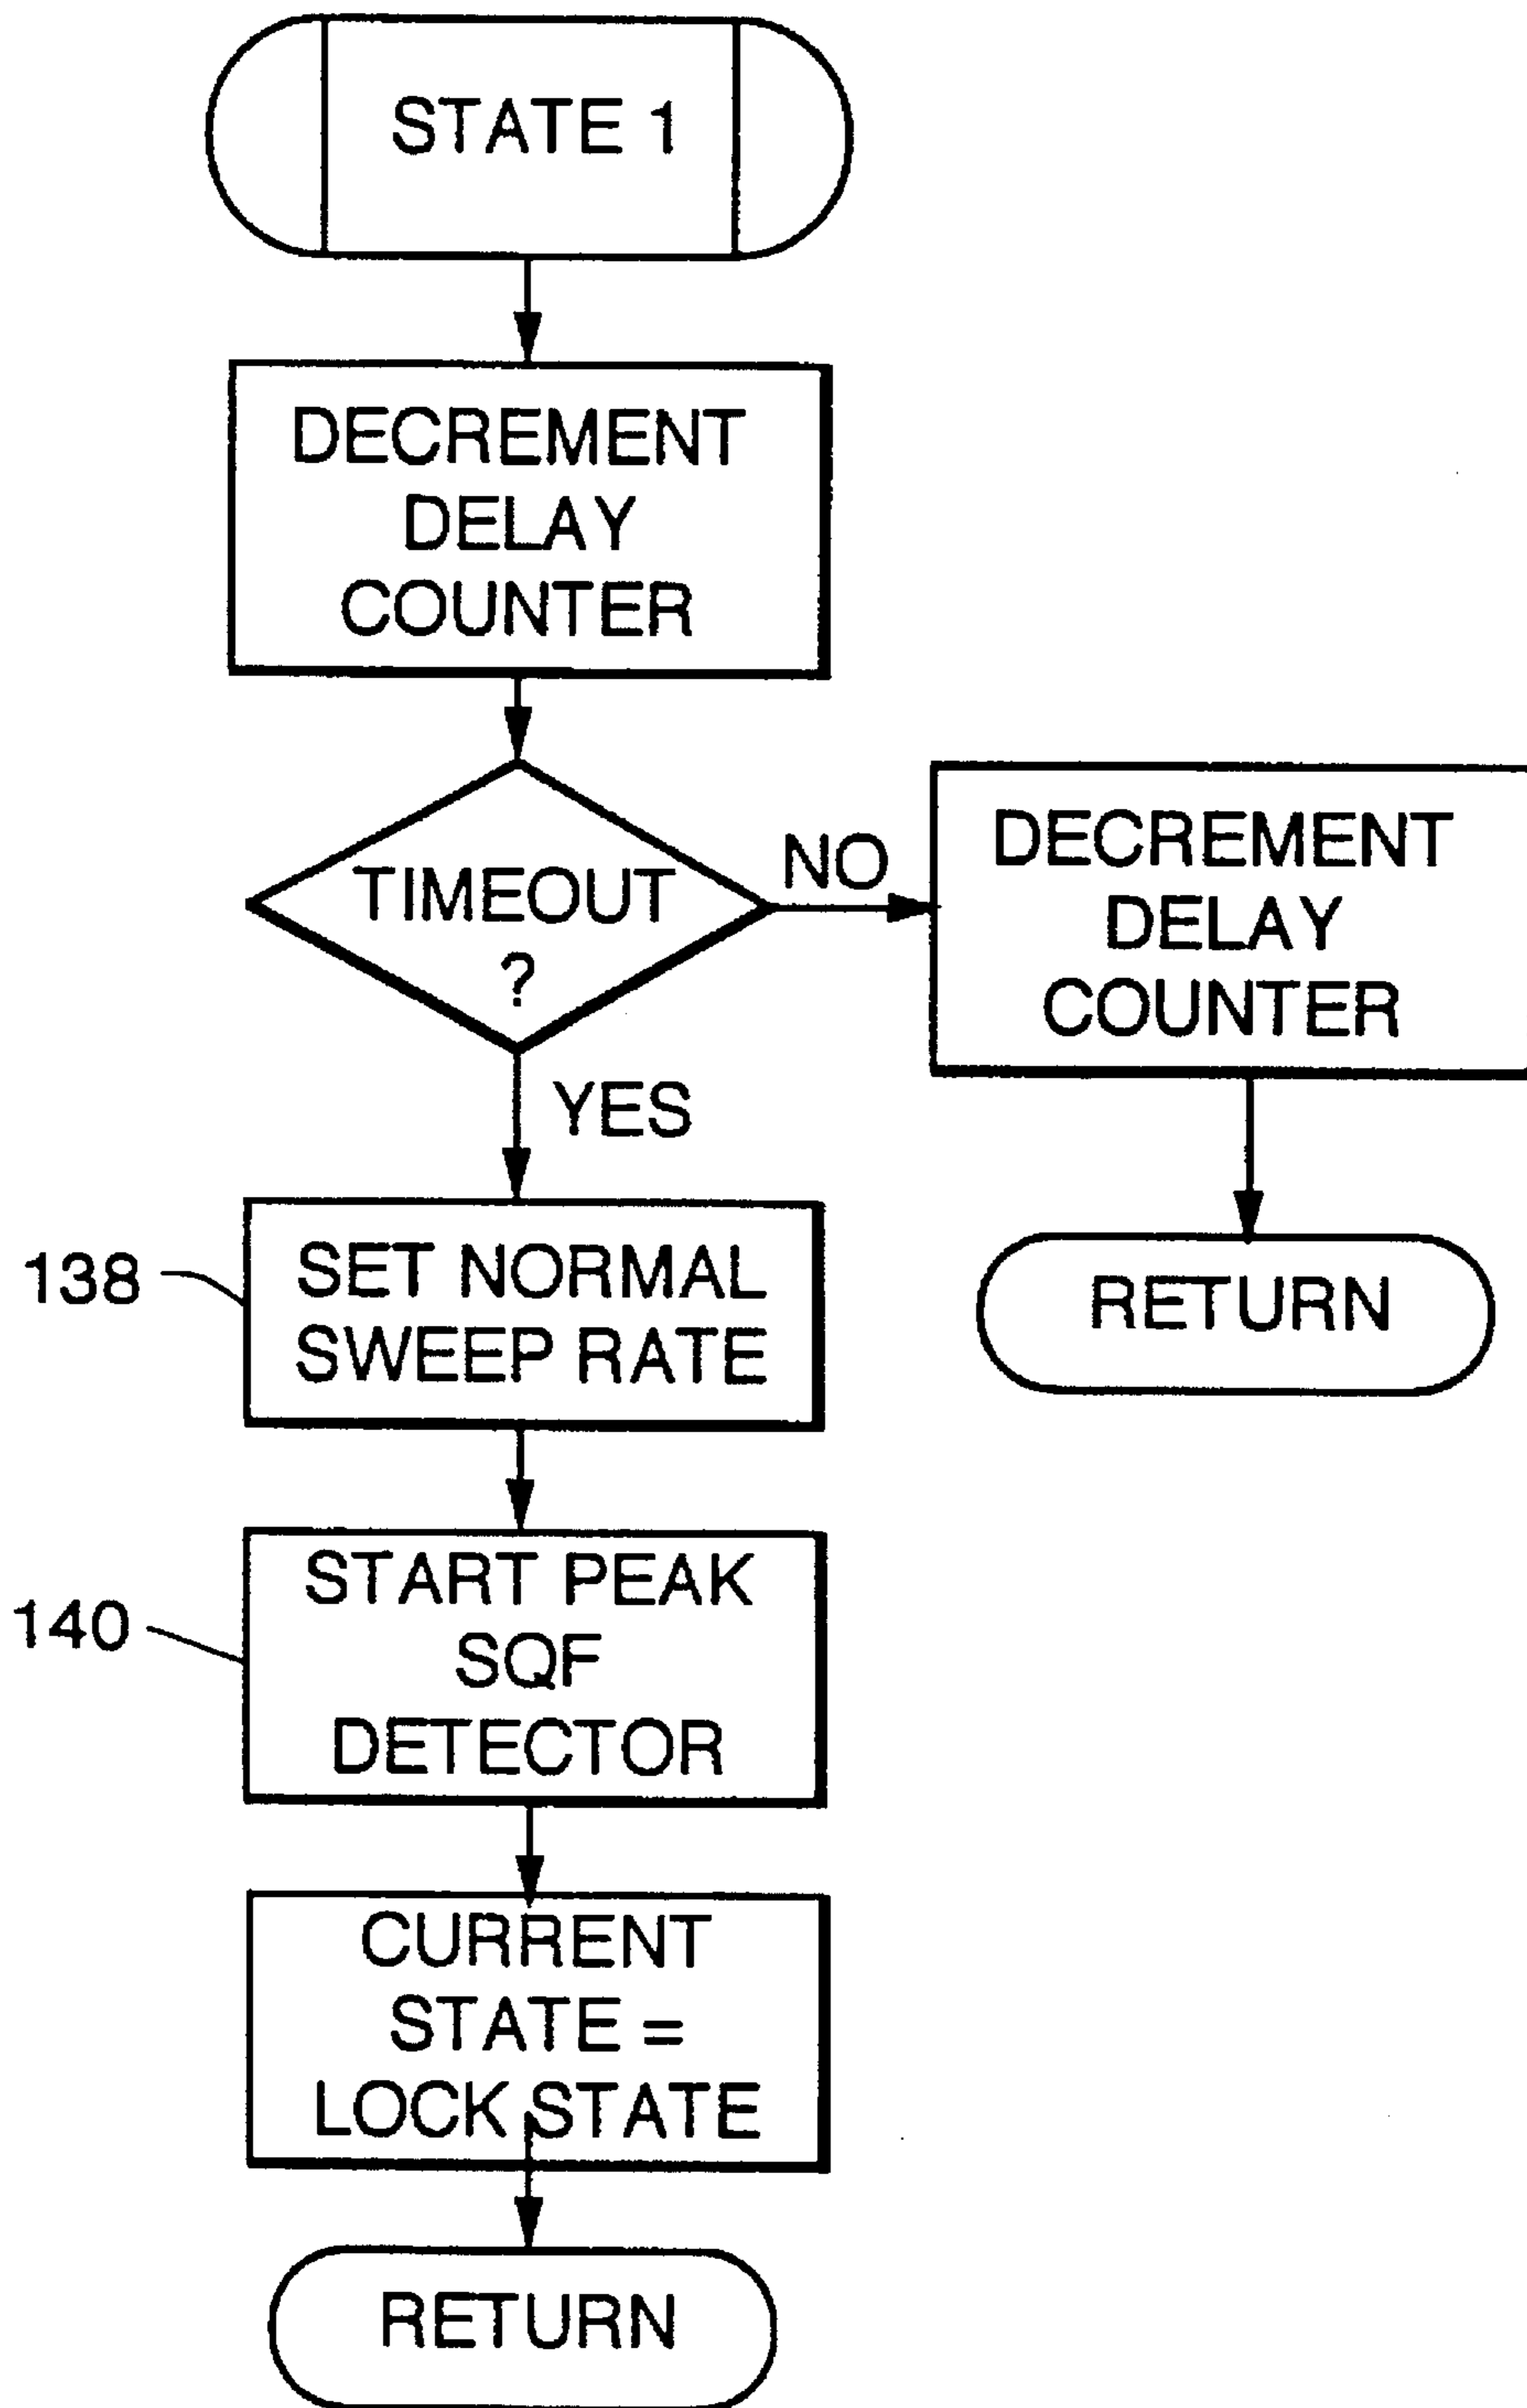 STATE 1
DECREMENT
DELAY
COUNTER
TIMEOUT
?
NO
DECREMENT
DELAY
COUNTER
RETURN
YES
138
SET NORMAL
SWEEP RATE
140
START PEAK
SQF
DETECTOR
CURRENT
STATE =
LOCK STATE
RETURN